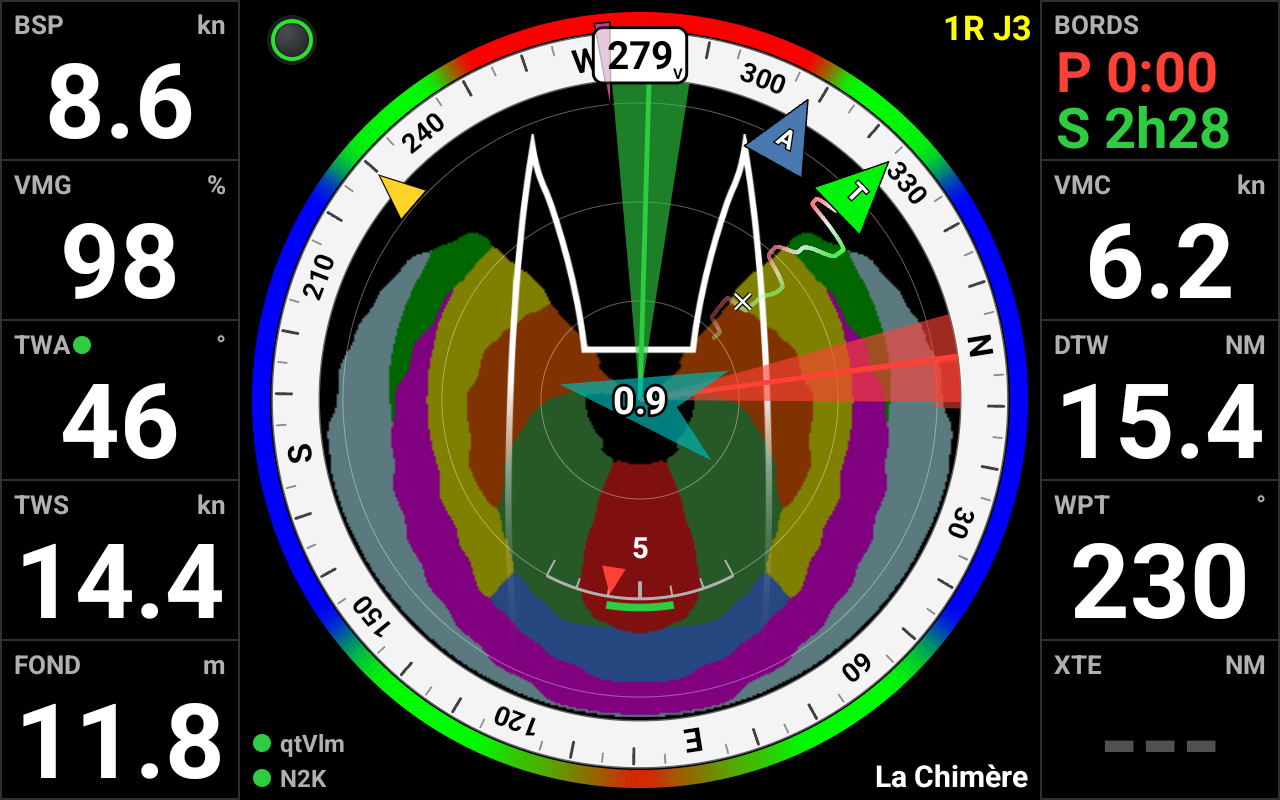 BSP kn
8.6
VMG %
98
TWA °
46
TWS kn
14.4
FOND m
11.8
279 v
W
300
330
N
30
60
E
120
150
S
210
240
A
T
0.9
5
qtVlm
N2K
1R J3
La Chimère
BORDS
P 0:00
S 2h28
VMC kn
6.2
DTW NM
15.4
WPT °
230
XTE NM
---